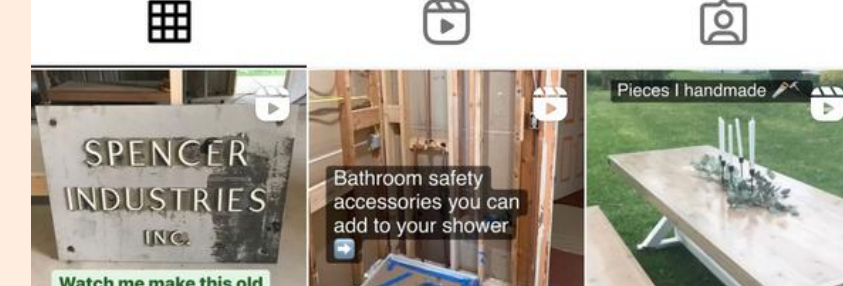 Pieces I handmade
SPENCER
INDUSTRIES
INC.
Bathroom safety
accessories you can
add to your shower
Watch me make this old